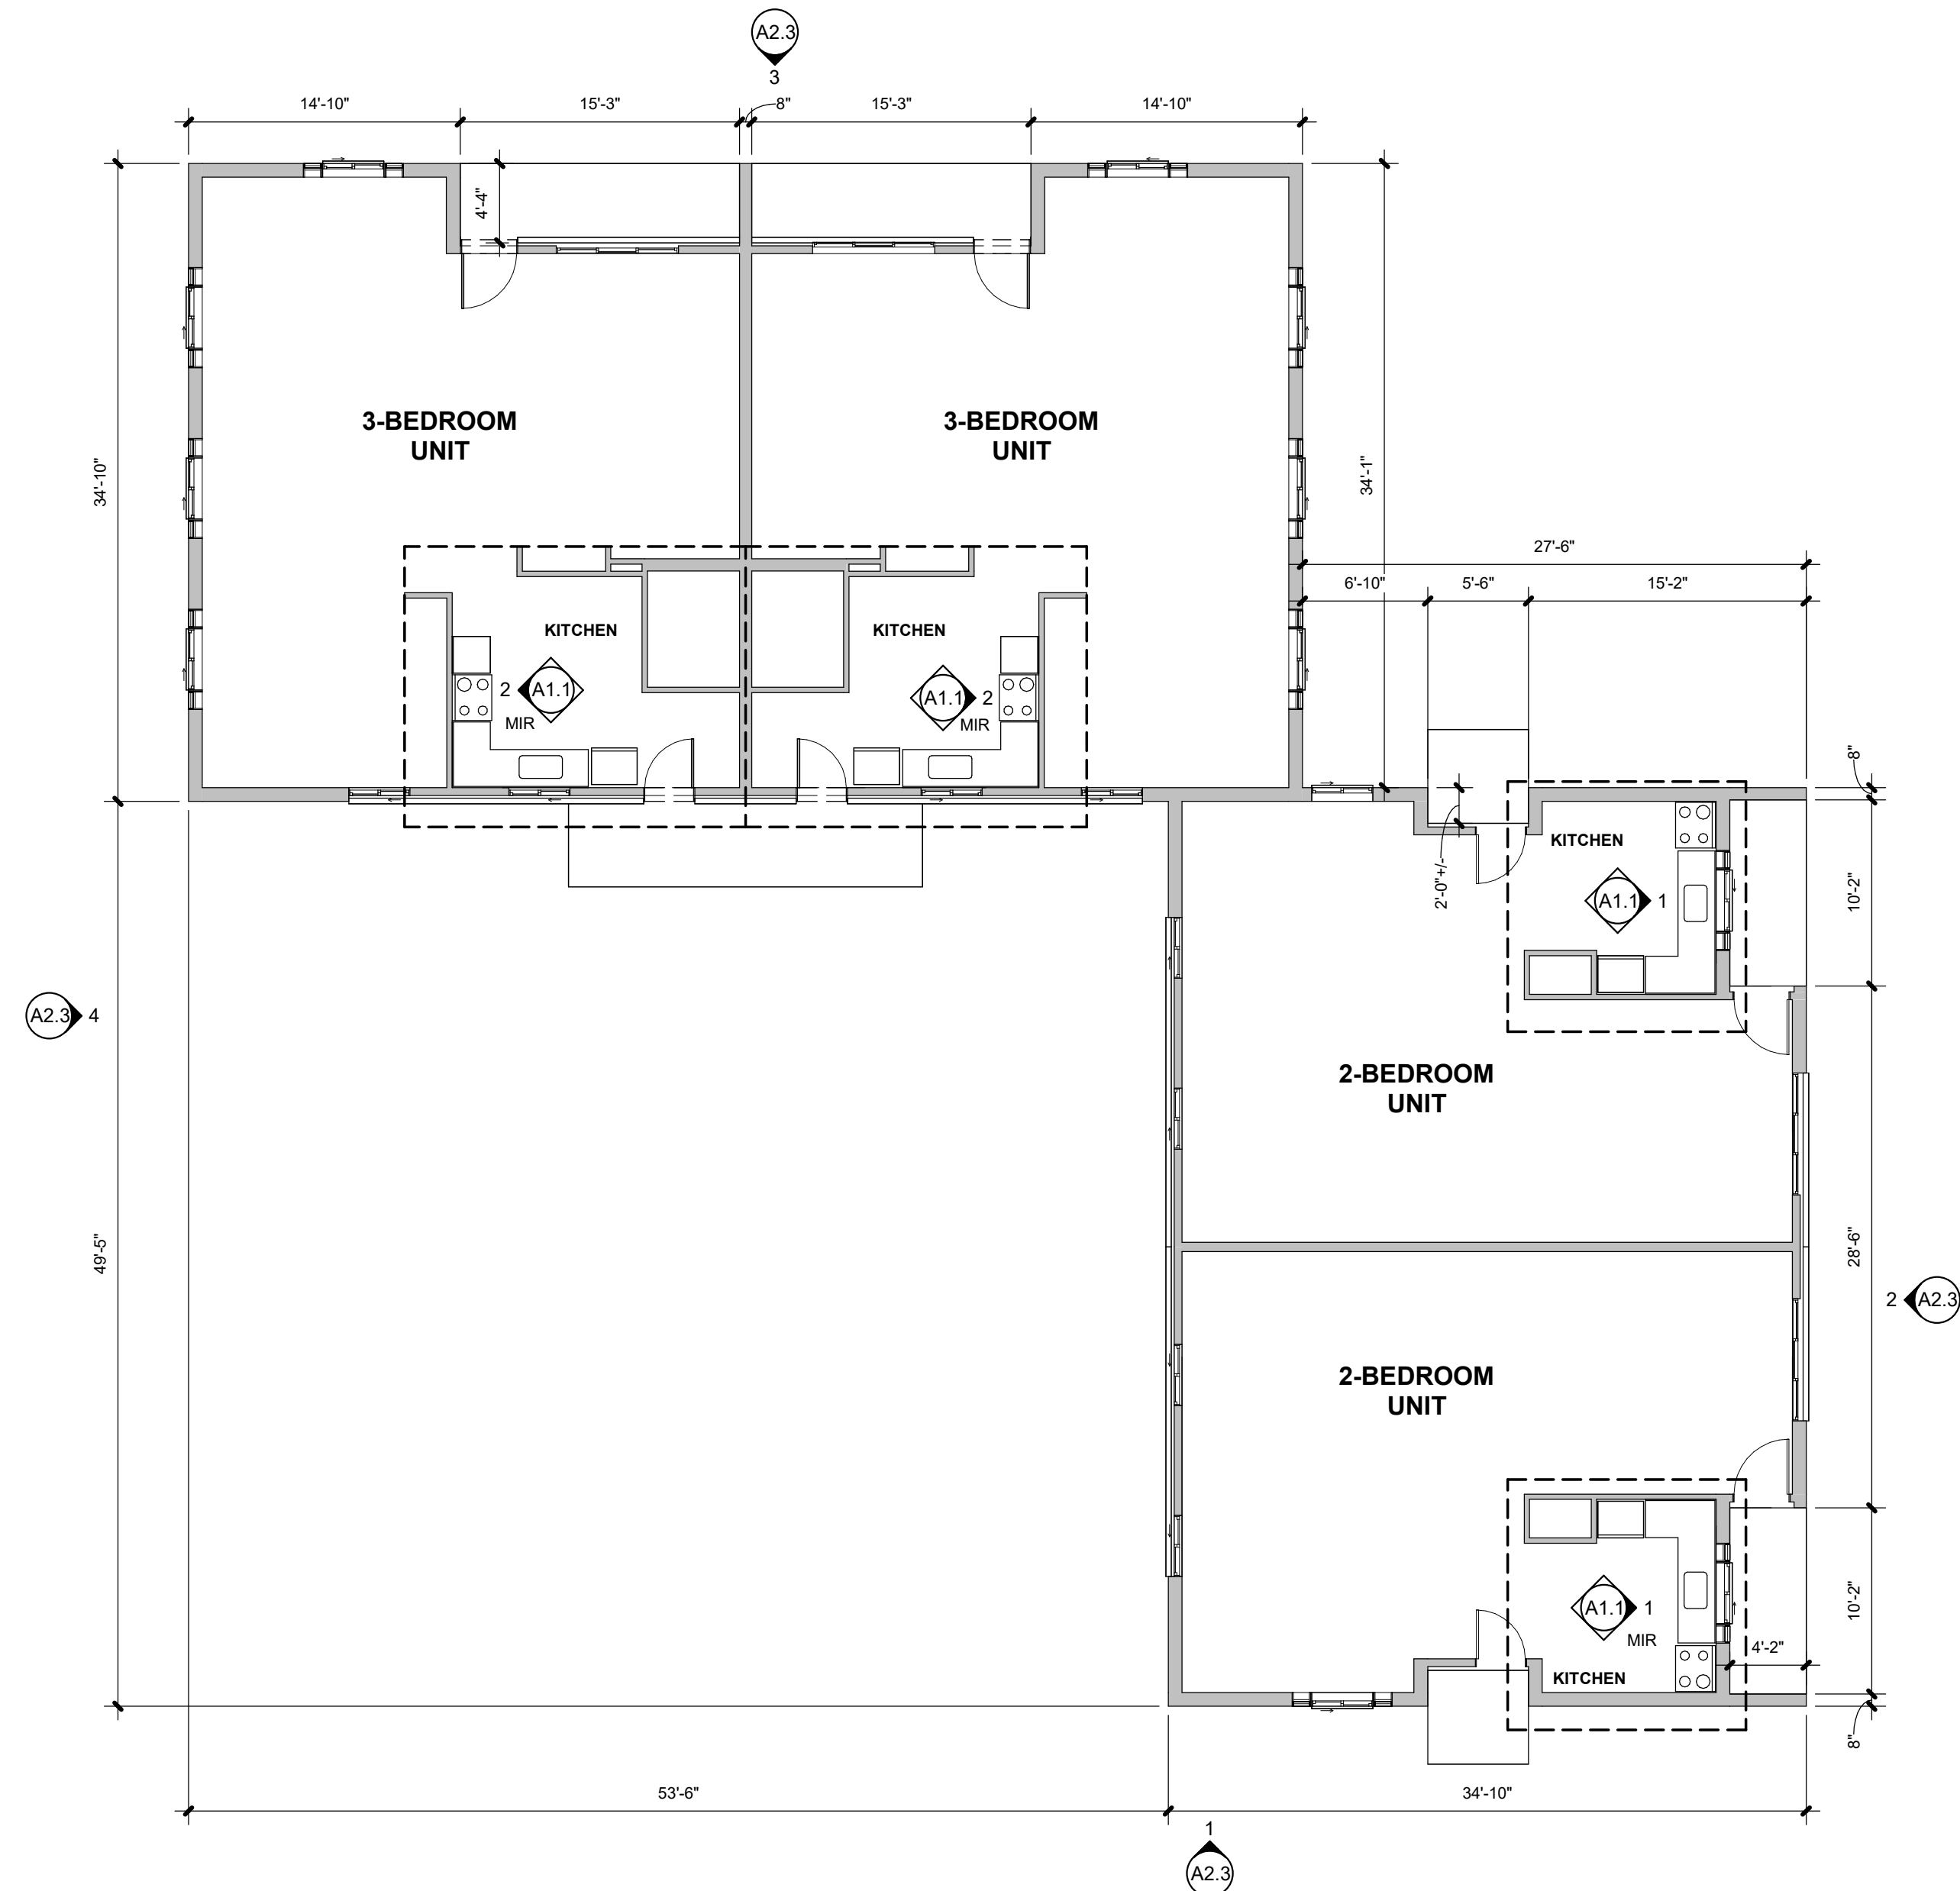 A2.3
3
14'-10"
15'-3"
8"
15'-3"
14'-10"
4'-4"
3-BEDROOM
UNIT
3-BEDROOM
UNIT
34'-10"
34'-1"
27'-6"
6'-10"
5'-6"
15'-2"
KITCHEN
KITCHEN
2
A1.1
MIR
A1.1
2
MIR
8"
KITCHEN
2'-0"+/-
A1.1
1
10'-2"
A2.3
4
2-BEDROOM
UNIT
49'-5"
28'-6"
2
A2.3
2-BEDROOM
UNIT
A1.1
1
MIR
10'-2"
4'-2"
KITCHEN
8"
53'-6"
34'-10"
1
A2.3